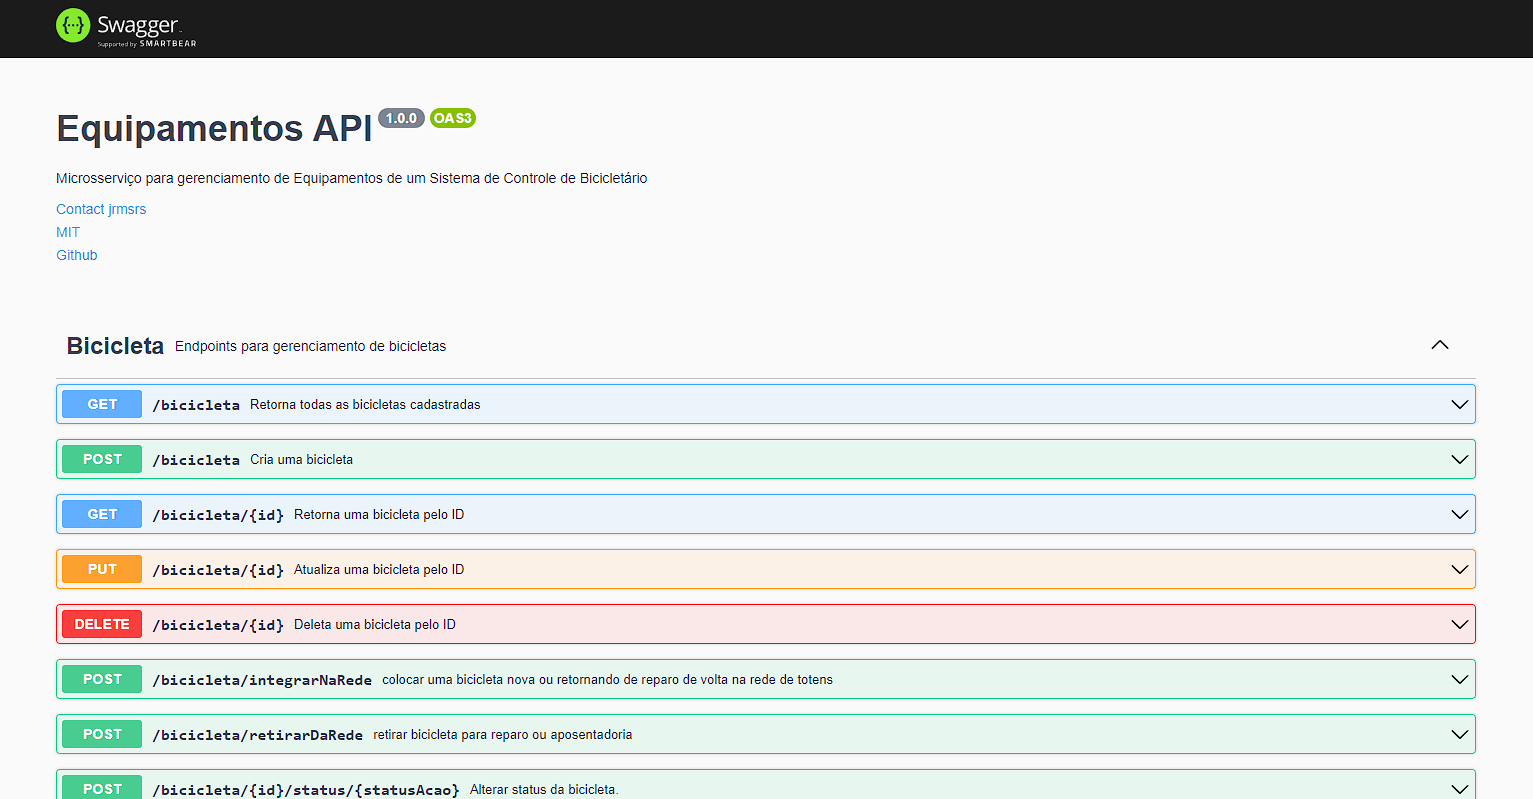 Swagger
Supported by SMARTBEAR
Equipamentos API 1.0.0 OAS3
Microsserviço para gerenciamento de Equipamentos de um Sistema de Controle de Bicicletário
Contact jrmsrs
MIT
Github
Bicicleta Endpoints para gerenciamento de bicicletas
GET /bicicleta Retorna todas as bicicletas cadastradas
POST /bicicleta Cria uma bicicleta
GET /bicicleta/{id} Retorna uma bicicleta pelo ID
PUT /bicicleta/{id} Atualiza uma bicicleta pelo ID
DELETE /bicicleta/{id} Deleta uma bicicleta pelo ID
POST /bicicleta/integrarNaRede colocar uma bicicleta nova ou retornando de reparo de volta na rede de totens
POST /bicicleta/retirarDaRede retirar bicicleta para reparo ou aposentadoria
POST /bicicleta/{id}/status/{statusAcao} Alterar status da bicicleta.